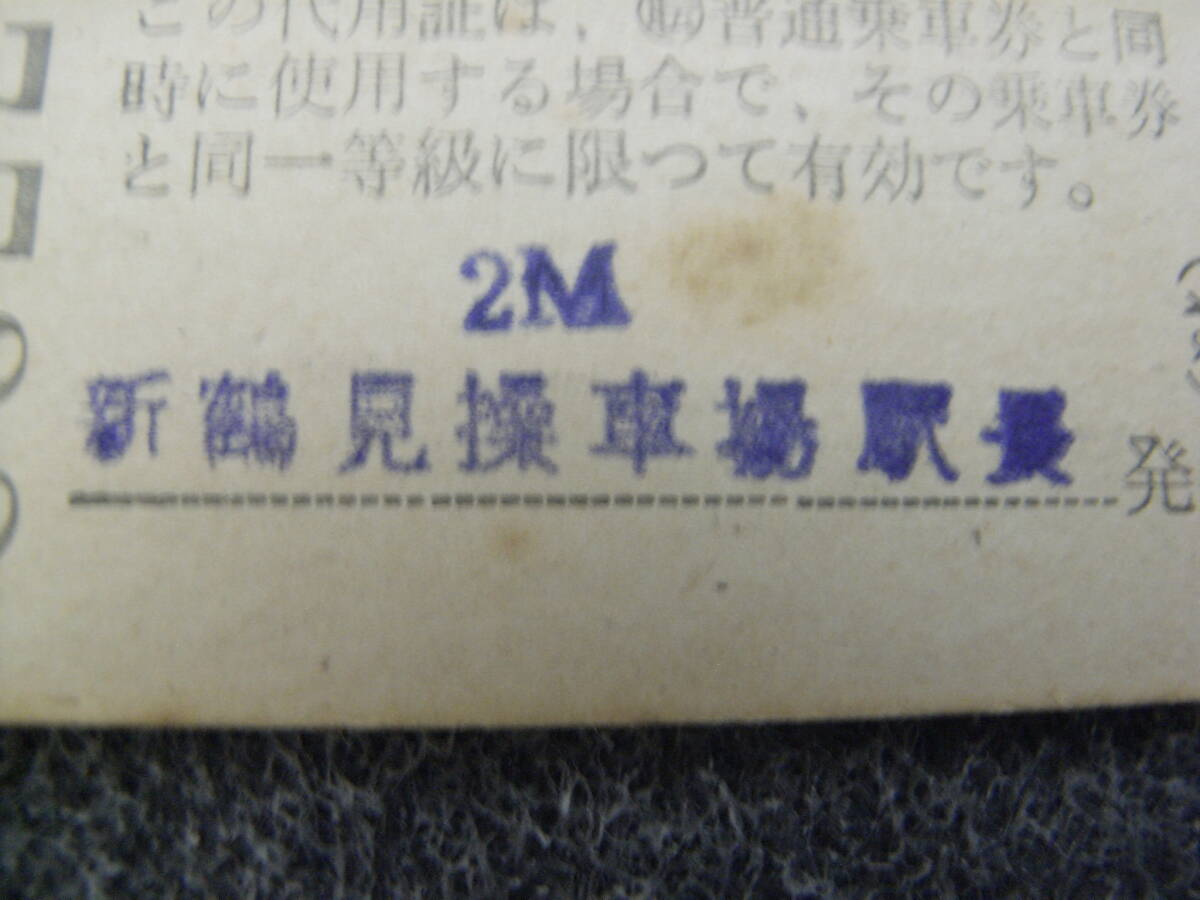 この代用証は、普通乗車券と同
時に使用する場合で、その乗車券
と同一等級に限つて有効です。
2M
新鶴見操車場駅長発